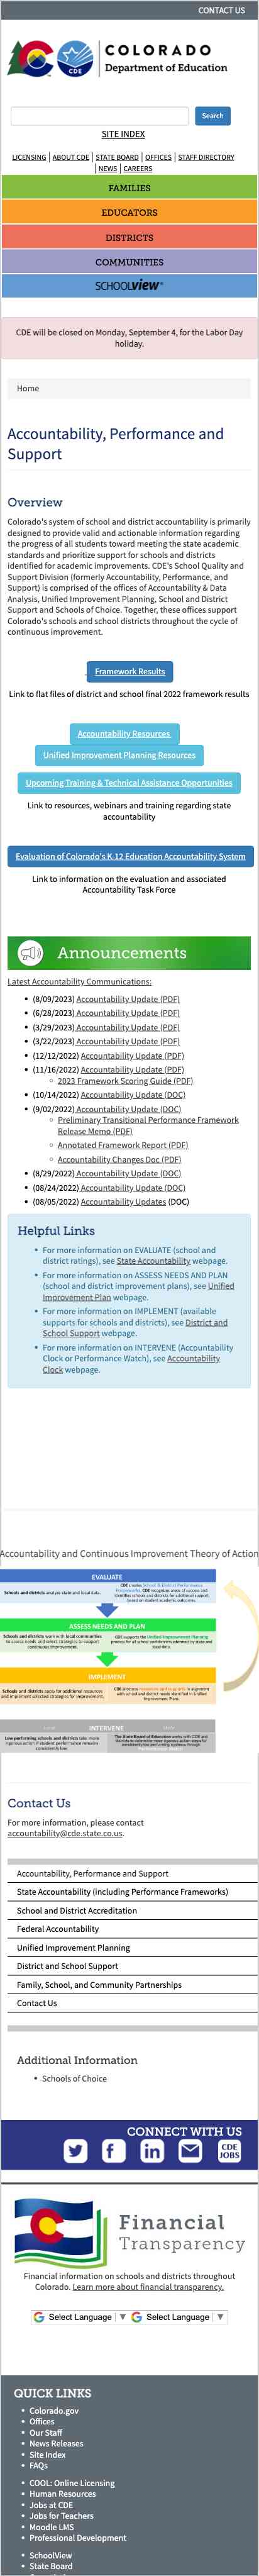 CONTACT US
COLORADO
Department of Education
CDE
Search
SITE INDEX
LICENSING | ABOUT CDE | STATE BOARD | OFFICES | STAFF DIRECTORY
| NEWS | CAREERS
FAMILIES
EDUCATORS
DISTRICTS
COMMUNITIES
SCHOOLVIEW®
CDE will be closed on Monday, September 4, for the Labor Day
holiday.
Home
Accountability, Performance and
Support
Overview
Colorado's system of school and district accountability is primarily
designed to provide valid and actionable information regarding
the progress of all students toward meeting the state academic
standards and prioritize support for schools and districts
identified for academic improvements. CDE's School Quality and
Support Division (formerly Accountability, Performance, and
Support) is comprised of the offices of Accountability & Data
Analysis, Unified Improvement Planning, School and District
Support and Schools of Choice. Together, these offices support
Colorado's schools and school districts throughout the cycle of
continuous improvement.
Framework Results
Link to flat files of district and school final 2022 framework results
Accountability Resources
Unified Improvement Planning Resources
Upcoming Training & Technical Assistance Opportunities
Link to resources, webinars and training regarding state
accountability
Evaluation of Colorado's K-12 Education Accountability System
Link to information on the evaluation and associated
Accountability Task Force
Announcements
Latest Accountability Communications:
• (8/09/2023) Accountability Update (PDF)
• (6/28/2023) Accountability Update (PDF)
• (3/29/2023) Accountability Update (PDF)
• (3/22/2023) Accountability Update (PDF)
• (12/12/2022) Accountability Update (PDF)
• (11/16/2022) Accountability Update (PDF)
○ 2023 Framework Scoring Guide (PDF)
• (10/14/2022) Accountability Update (DOC)
• (9/02/2022) Accountability Update (DOC)
○ Preliminary Transitional Performance Framework
Release Memo (PDF)
○ Annotated Framework Report (PDF)
○ Accountability Changes Doc (PDF)
• (8/29/2022) Accountability Update (DOC)
• (08/24/2022) Accountability Update (DOC)
• (08/05/2022) Accountability Updates (DOC)
Helpful Links
• For more information on EVALUATE (school and
district ratings), see State Accountability webpage.
• For more information on ASSESS NEEDS AND PLAN
(school and district improvement plans), see Unified
Improvement Plan webpage.
• For more information on IMPLEMENT (available
supports for schools and districts), see District and
School Support webpage.
• For more information on INTERVENE (Accountability
Clock or Performance Watch), see Accountability
Clock webpage.
Accountability and Continuous Improvement Theory of Action
EVALUATE
Schools and districts analyze state and local data.
CDE creates School & District Performance
Frameworks. CDE recognizes areas of success and
identifies schools and districts for additional support
based on student academic outcomes.
ASSESS NEEDS AND PLAN
Schools and districts work with local communities
to assess needs and select strategies to support
continuous improvement.
CDE supports the Unified Improvement Planning
process for all schools and districts informed by state and
local data.
IMPLEMENT
Schools and districts apply for additional resources
and implement selected strategies for improvement.
CDE allocates resources and supports in alignment
with school and district needs identified in Unified
Improvement Plans.
INTERVENE
Low performing schools and districts take more
rigorous action if student performance remains
consistently low.
Contact Us
For more information, please contact
accountability@cde.state.co.us.
Accountability, Performance and Support
State Accountability (including Performance Frameworks)
School and District Accreditation
Federal Accountability
Unified Improvement Planning
District and School Support
Family, School, and Community Partnerships
Contact Us
Additional Information
• Schools of Choice
CONNECT WITH US
CDE
JOBS
Financial
Transparency
Financial information on schools and districts throughout
Colorado. Learn more about financial transparency.
Select Language | ▼ Select Language | ▼
QUICK LINKS
• Colorado.gov
• Offices
• Our Staff
• News Releases
• Site Index
• FAQs
• COOL: Online Licensing
• Human Resources
• Jobs at CDE
• Jobs for Teachers
• Moodle LMS
• Professional Development
• SchoolView
• State Board